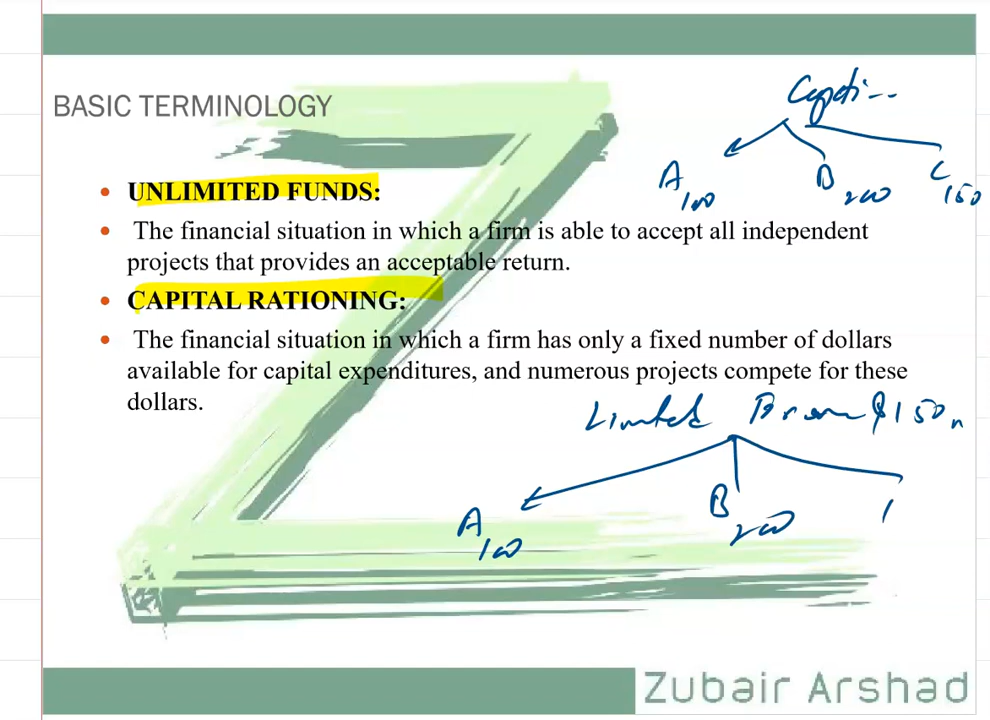 BASIC TERMINOLOGY
A 100
B 200
C 150
• UNLIMITED FUNDS:
• The financial situation in which a firm is able to accept all independent
projects that provides an acceptable return.
• CAPITAL RATIONING:
• The financial situation in which a firm has only a fixed number of dollars
available for capital expenditures, and numerous projects compete for these
dollars.
Limited $150
A 100
B 200
Zubair Arshad